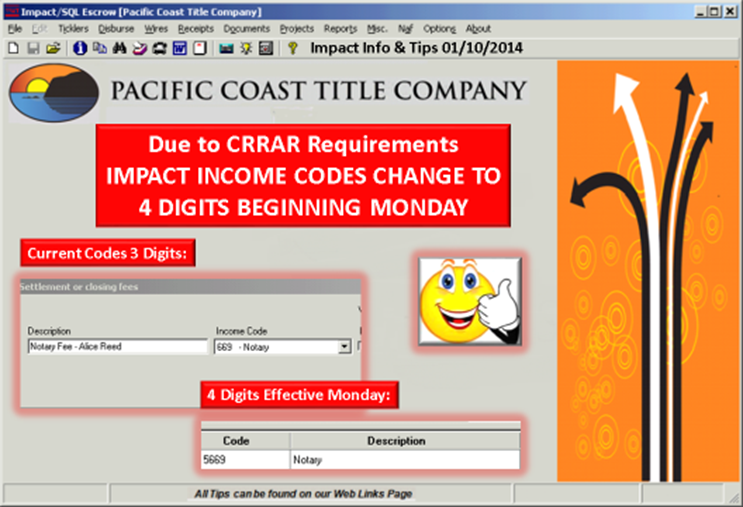 Impact/SQL Escrow [Pacific Coast Title Company]
File Edit Ticklers Disburse Wires Receipts Documents Projects Reports Misc. Naf Options About
Impact Info & Tips 01/10/2014
PACIFIC COAST TITLE COMPANY
Due to CRRAR Requirements
IMPACT INCOME CODES CHANGE TO
4 DIGITS BEGINNING MONDAY
Current Codes 3 Digits:
Settlement or closing fees
Description Income Code
Notary Fee - Alice Reed 669 - Notary
4 Digits Effective Monday:
Code Description
5669 Notary
All Tips can be found on our Web Links Page